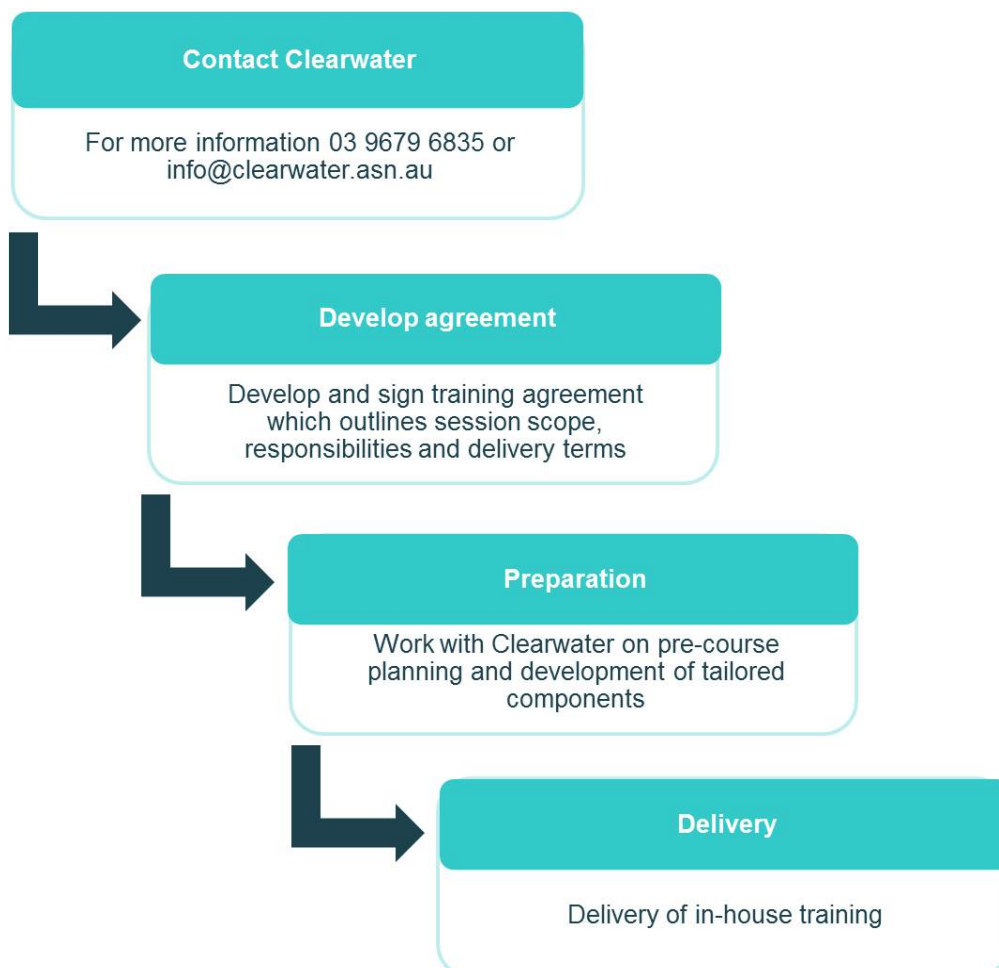 Contact Clearwater
For more information 03 9679 6835 or
info@clearwater.asn.au
Develop agreement
Develop and sign training agreement
which outlines session scope,
responsibilities and delivery terms
Preparation
Work with Clearwater on pre-course
planning and development of tailored
components
Delivery
Delivery of in-house training